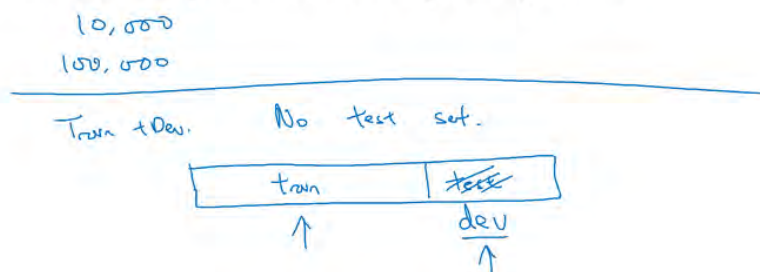 10,000
100,000
Train + Dev. No test set.
train test
dev